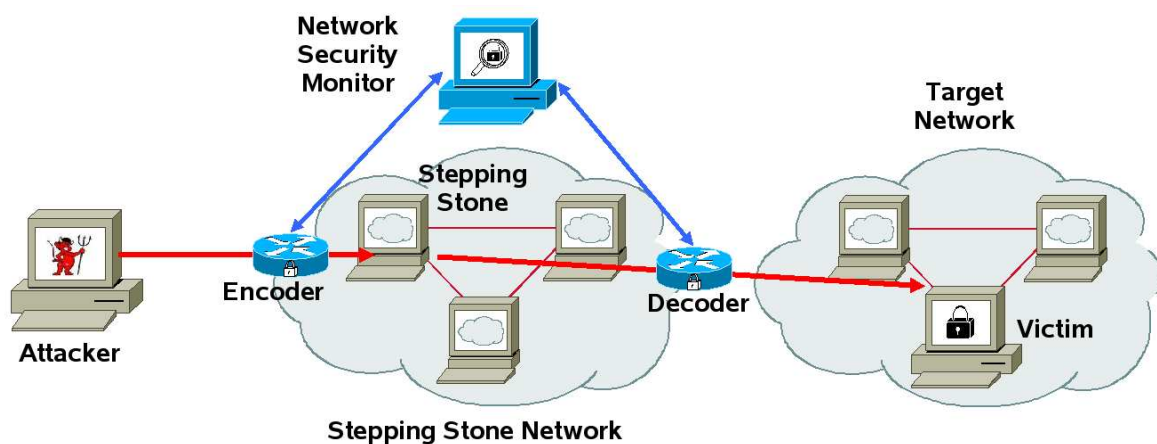 Network
Security
Monitor
Target
Network
Stepping
Stone
Encoder
Decoder
Attacker
Victim
Stepping Stone Network